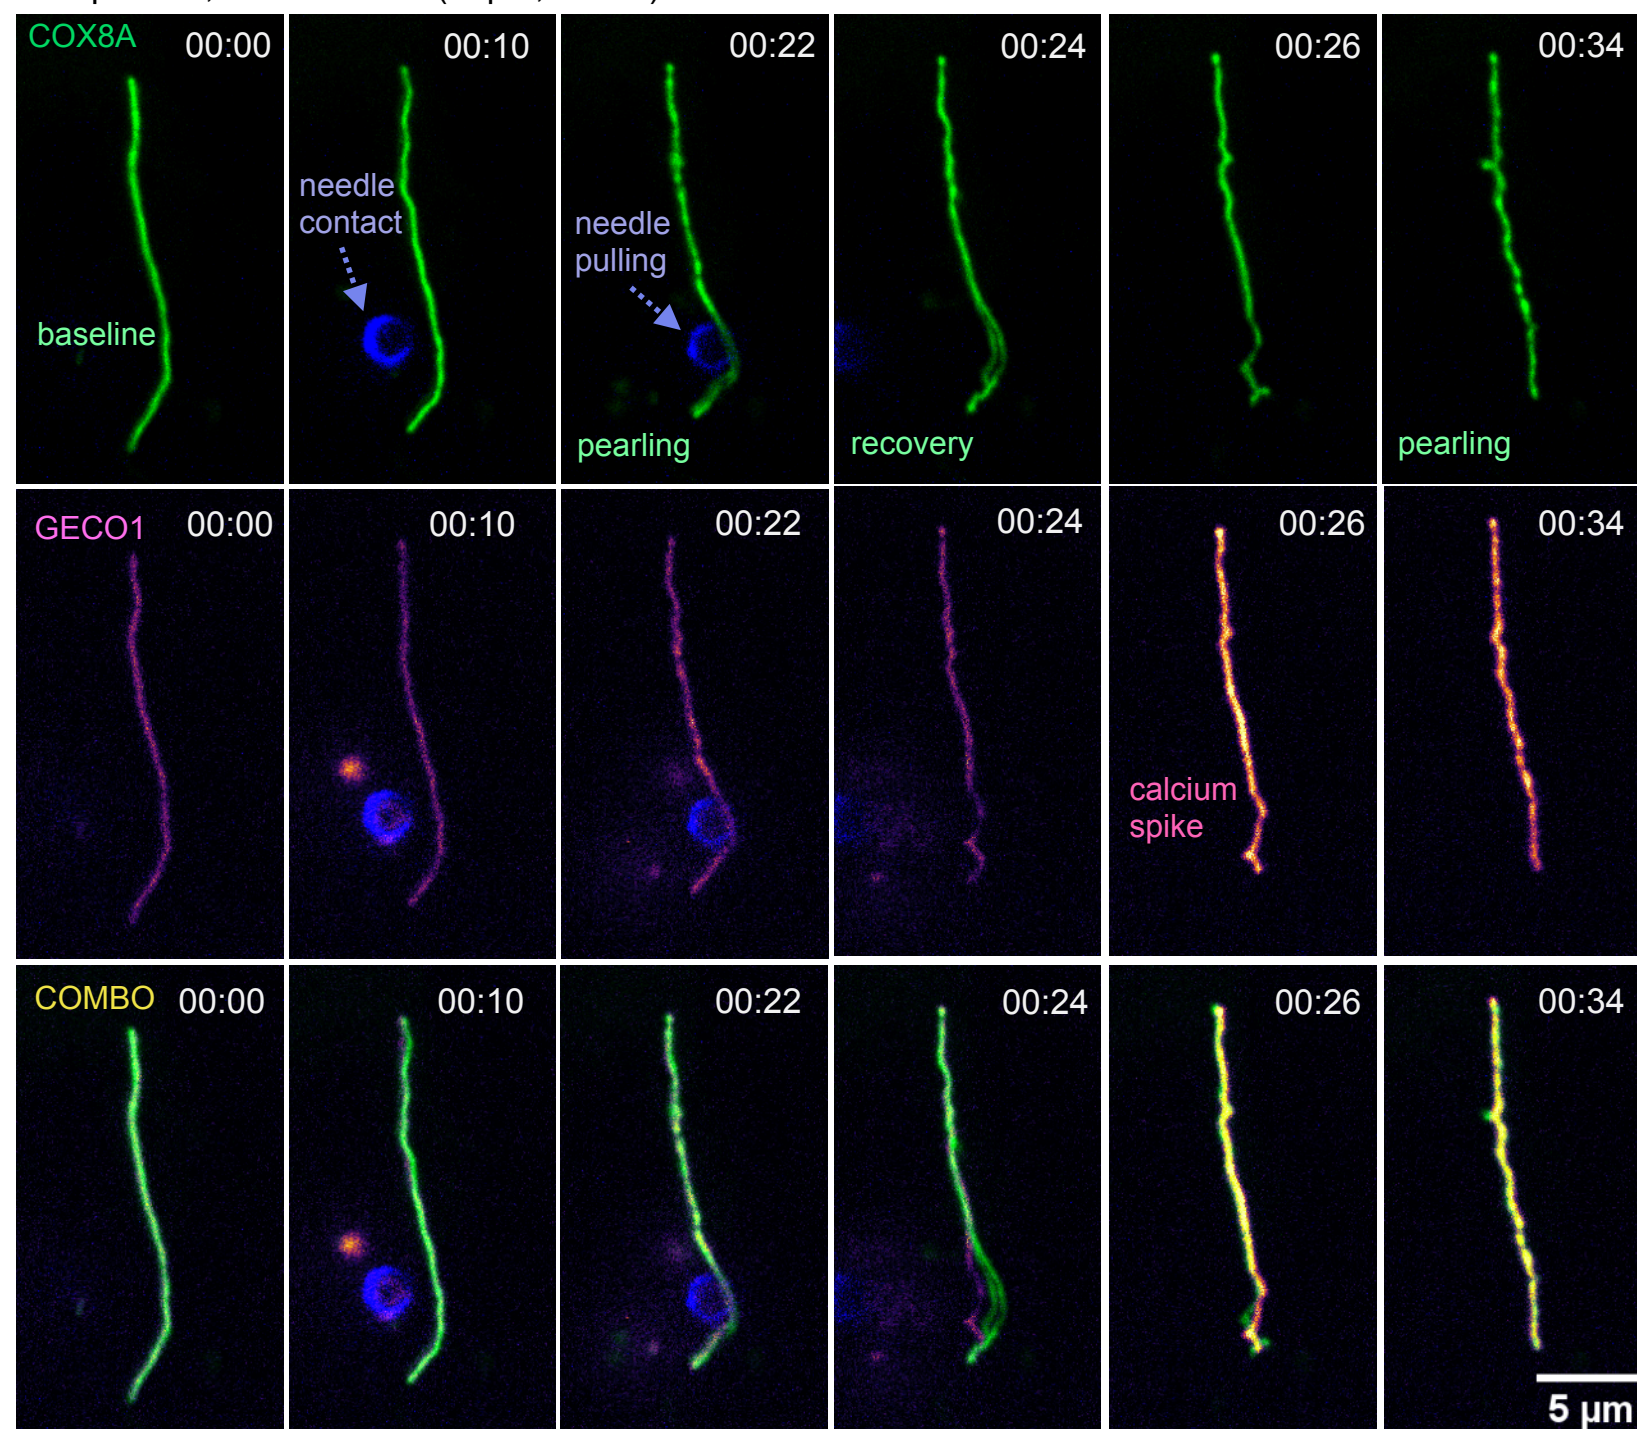 COX8A 00:00 00:10 00:22 00:24 00:26 00:34
needle
contact
needle
pulling
baseline
pearling recovery pearling
GECO1 00:00 00:10 00:22 00:24 00:26 00:34
calcium
spike
COMBO 00:00 00:10 00:22 00:24 00:26 00:34
5 µm